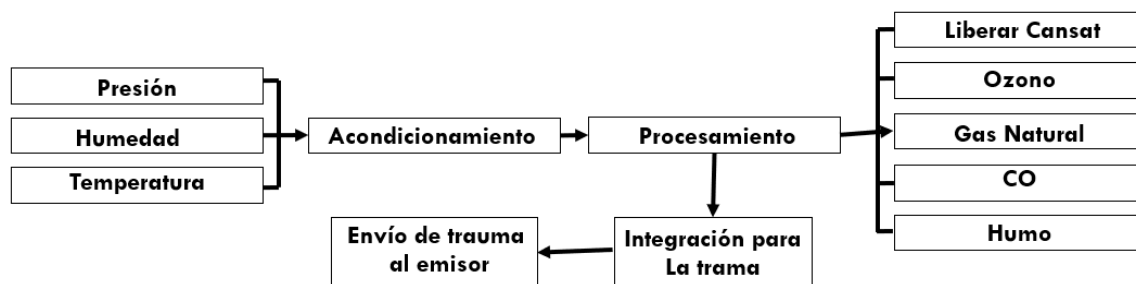 Presión
Humedad
Temperatura
Acondicionamiento
Procesamiento
Liberar Cansat
Ozono
Gas Natural
CO
Humo
Envío de trauma
al emisor
Integración para
La trama